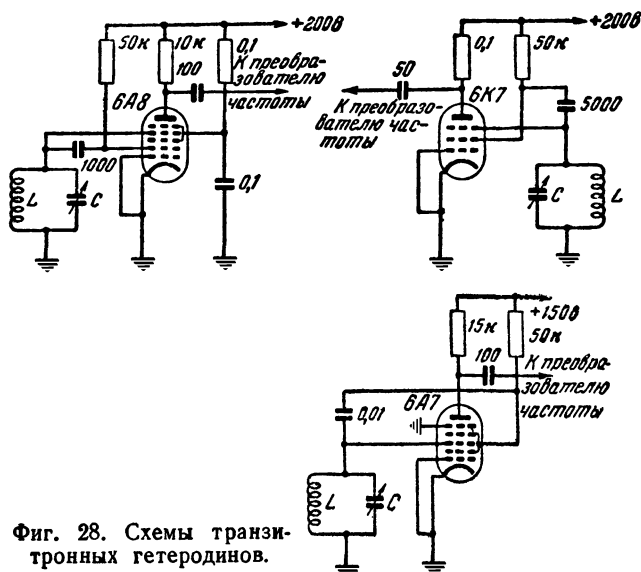 +200в
50к
10к
0,1
100
К преобра-
зователю
частоты
6А8
1000
L
C
0,1
+200в
0,1
50к
50
6К7
5000
К преобразо-
вателю час-
тоты
C
L
+150в
15к
50к
100
К преобра-
зователю
частоты
6А7
0,01
L
C
Фиг. 28. Схемы транзи-
тронных гетеродинов.